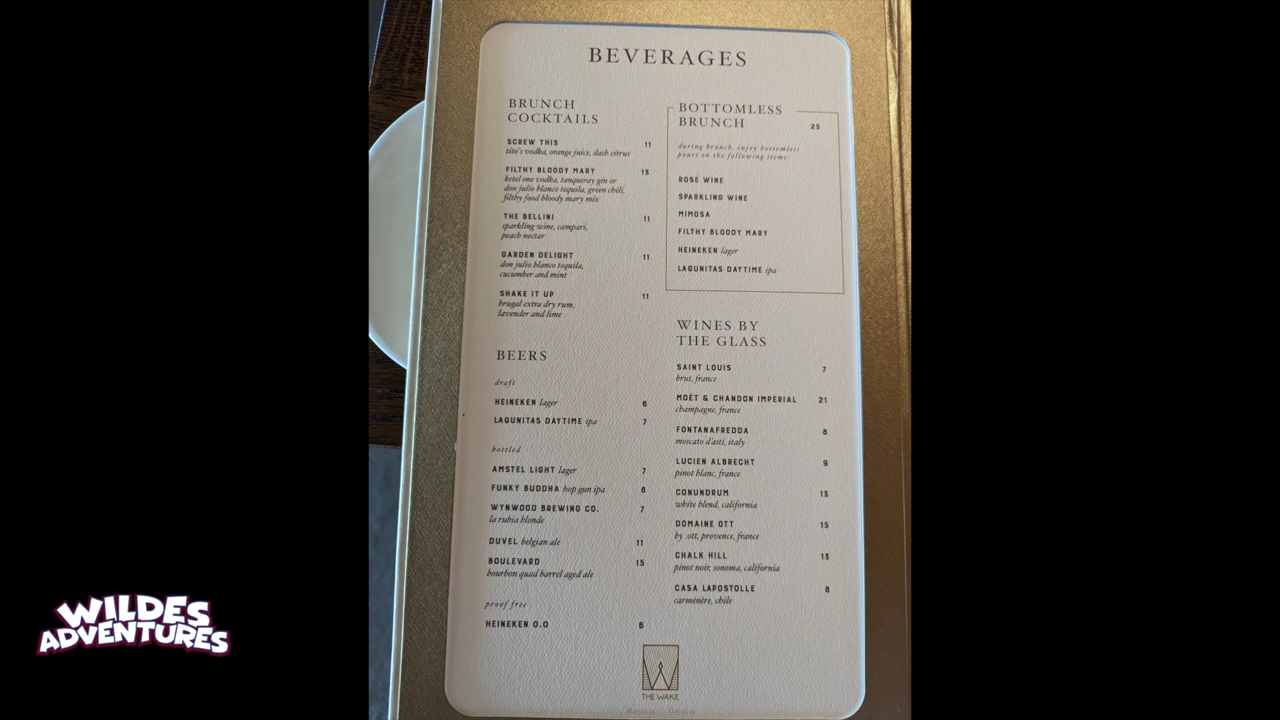 BEVERAGES
BRUNCH
COCKTAILS
SCREW THIS 11
tito's vodka, orange juice, dash citrus
FILTHY BLOODY MARY 13
ketel one vodka, tanqueray gin or
don julio blanco tequila, green chili,
filthy food bloody mary mix
THE BELLINI 11
sparkling wine, campari,
peach nectar
GARDEN DELIGHT 11
don julio blanco tequila,
cucumber and mint
SHAKE IT UP 11
brugal extra dry rum,
lavender and lime
BEERS
draft
HEINEKEN lager 6
LAGUNITAS DAYTIME ipa 7
bottled
AMSTEL LIGHT lager 7
FUNKY BUDDHA hop gun ipa 8
WYNWOOD BREWING CO. 7
la rubia blonde
DUVEL belgian ale 11
BOULEVARD 15
bourbon quad barrel aged ale
proof free
HEINEKEN 0.0 6
BOTTOMLESS
BRUNCH 25
during brunch, enjoy bottomless
pours on the following items
ROSE WINE
SPARKLING WINE
MIMOSA
FILTHY BLOODY MARY
HEINEKEN lager
LAGUNITAS DAYTIME ipa
WINES BY
THE GLASS
SAINT LOUIS 7
brut, france
MOËT & CHANDON IMPERIAL 21
champagne, france
FONTANAFREDDA 8
moscato d'asti, italy
LUCIEN ALBRECHT 9
pinot blanc, france
CONUNDRUM 13
white blend, california
DOMAINE OTT 15
by .ott, provence, france
CHALK HILL 13
pinot noir, sonoma, california
CASA LAPOSTOLLE 8
carménère, chile
THE WAKE
WILDES
ADVENTURES